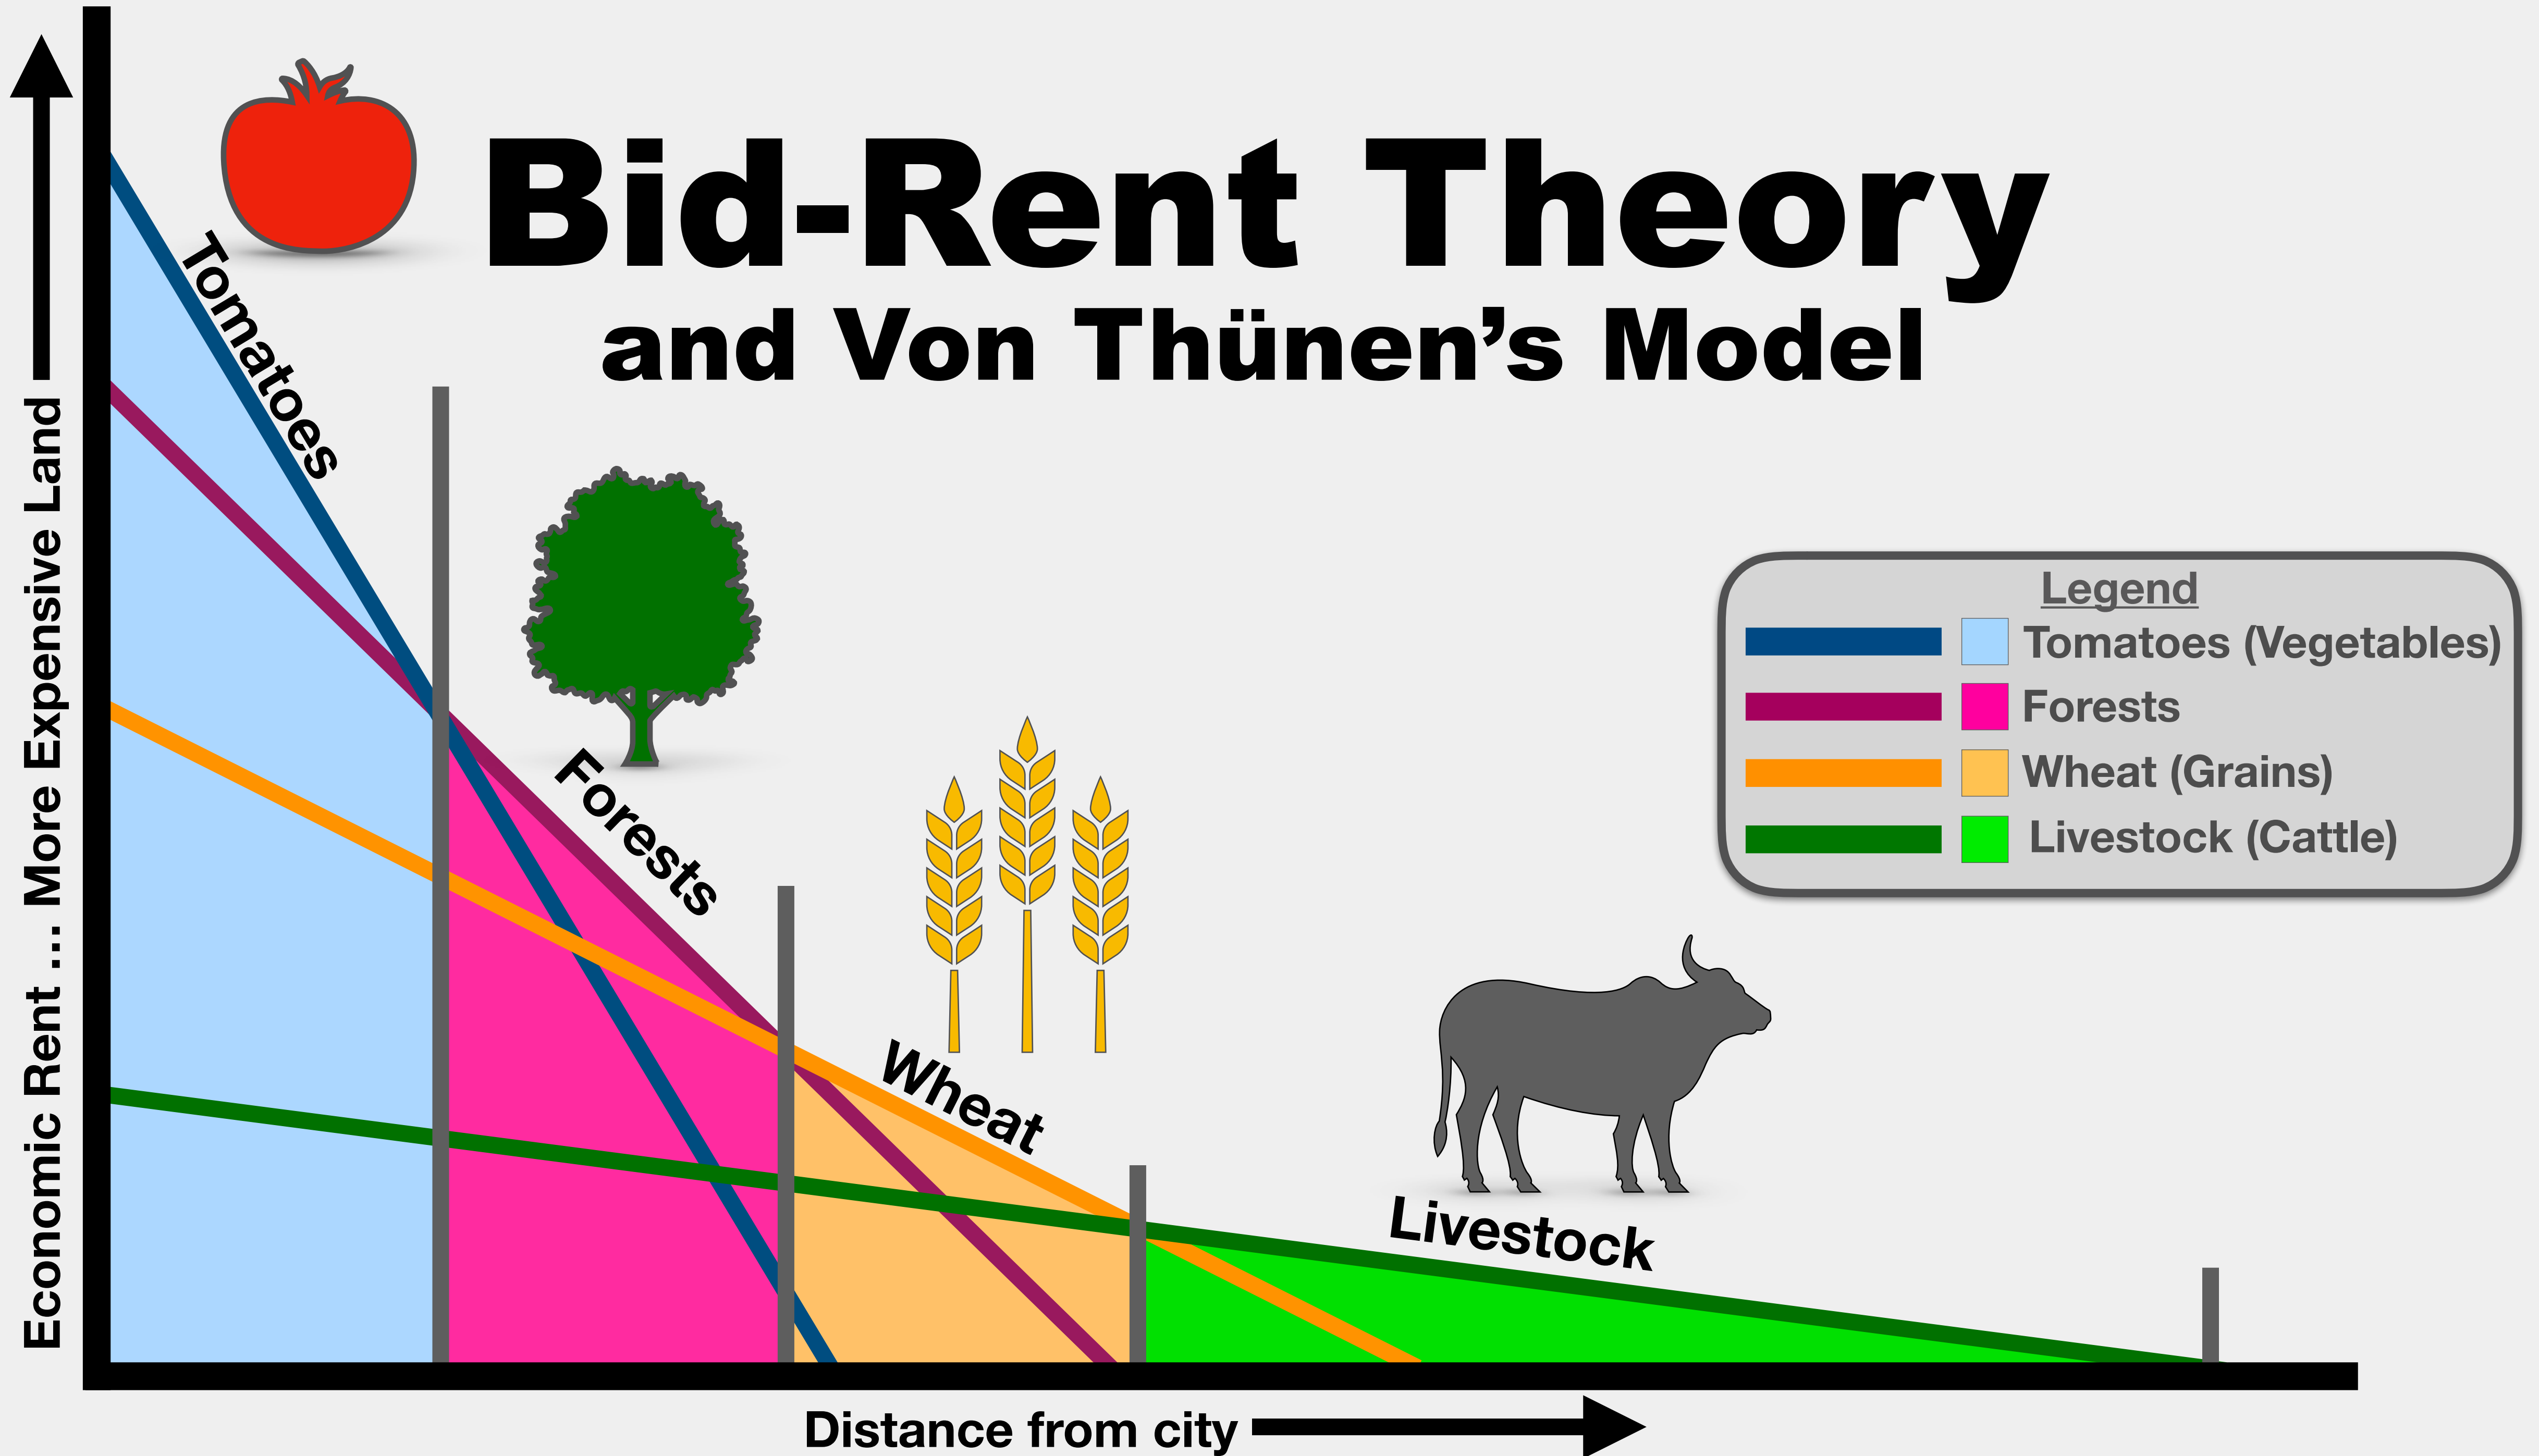 Bid-Rent Theory
and Von Thünen’s Model
Economic Rent ... More Expensive Land
Tomatoes
Forests
Wheat
Livestock
Legend
Tomatoes (Vegetables)
Forests
Wheat (Grains)
Livestock (Cattle)
Distance from city